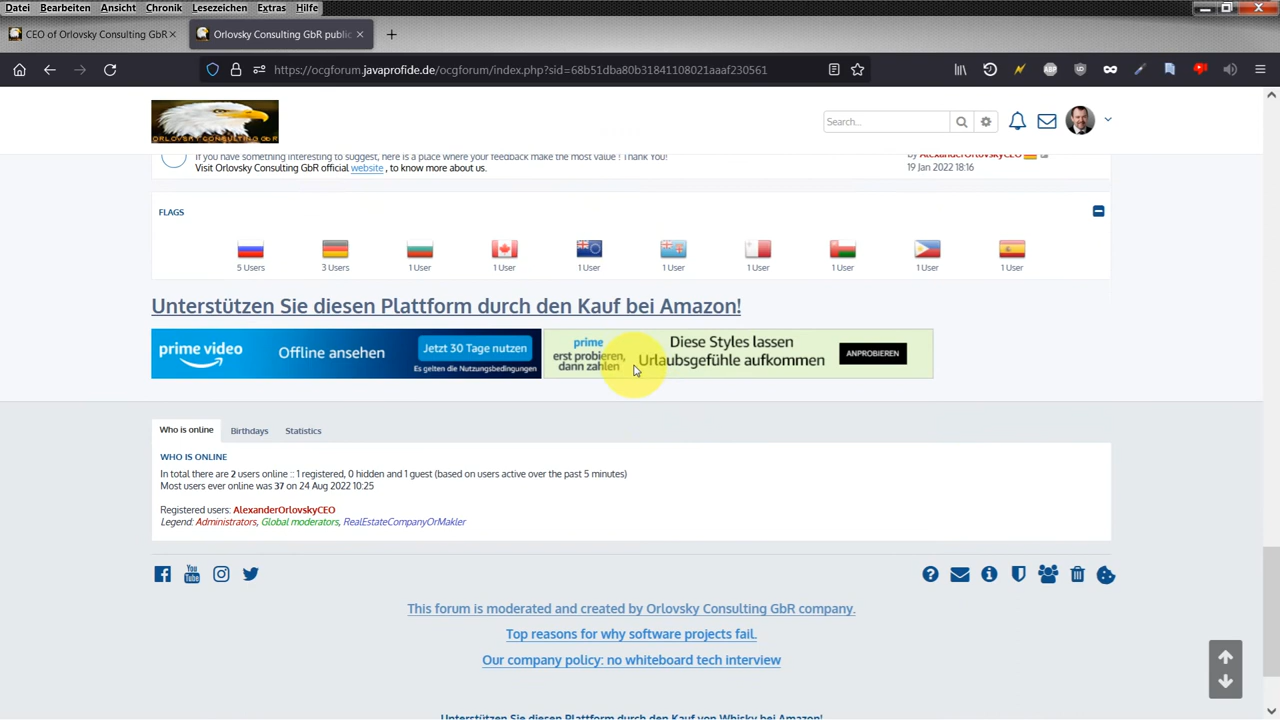 Datei Bearbeiten Ansicht Chronik Lesezeichen Extras Hilfe
CEO of Orlovsky Consulting GbR
Orlovsky Consulting GbR public
https://ocgforum.javaprofide.de/ocgforum/index.php?sid=68b51dba80b31841108021aaaf230561
ORLOVSKY CONSULTING GBR
Search...
If you have something interesting to suggest, here is a place where your feedback make the most value ! Thank You!
Visit Orlovsky Consulting GbR official website , to know more about us.
by AlexanderOrlovskyCEO
19 Jan 2022 18:16
FLAGS
5 Users 3 Users 1 User 1 User 1 User 1 User 1 User 1 User 1 User 1 User
Unterstützen Sie diesen Plattform durch den Kauf bei Amazon!
prime video
Offline ansehen
Jetzt 30 Tage nutzen
Es gelten die Nutzungsbedingungen
prime
erst probieren,
dann zahlen
Diese Styles lassen
Urlaubsgefühle aufkommen
ANPROBIEREN
Who is online Birthdays Statistics
WHO IS ONLINE
In total there are 2 users online :: 1 registered, 0 hidden and 1 guest (based on users active over the past 5 minutes)
Most users ever online was 37 on 24 Aug 2022 10:25
Registered users: AlexanderOrlovskyCEO
Legend: Administrators, Global moderators, RealEstateCompanyOrMakler
This forum is moderated and created by Orlovsky Consulting GbR company.
Top reasons for why software projects fail.
Our company policy: no whiteboard tech interview
Unterstützen Sie diesen Plattform durch den Kauf von Whisky bei Amazon!